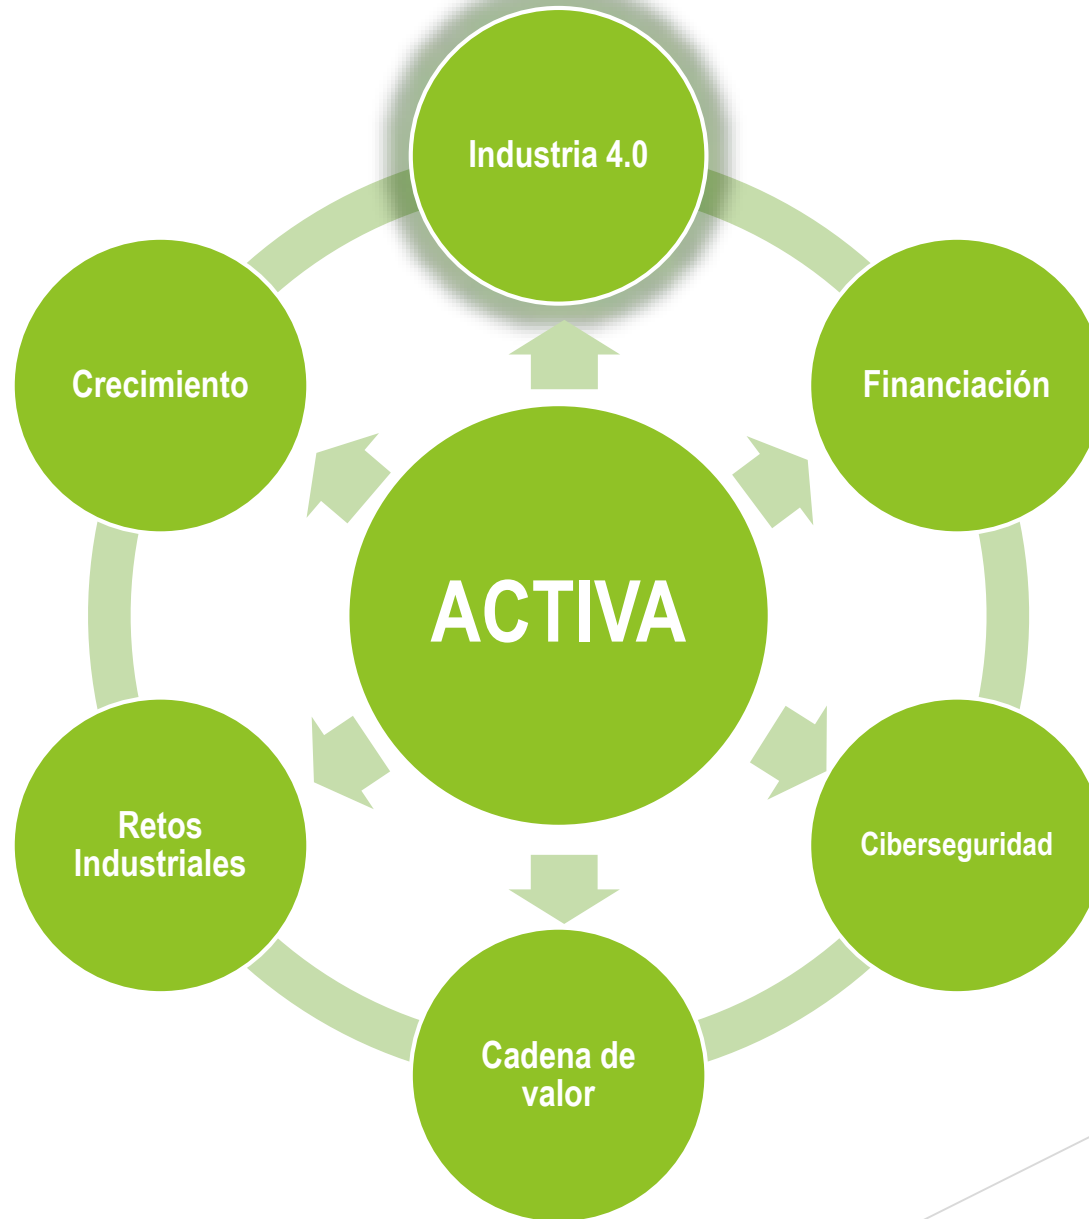 Industria 4.0
Crecimiento
Financiación
ACTIVA
Retos
Industriales
Ciberseguridad
Cadena de
valor